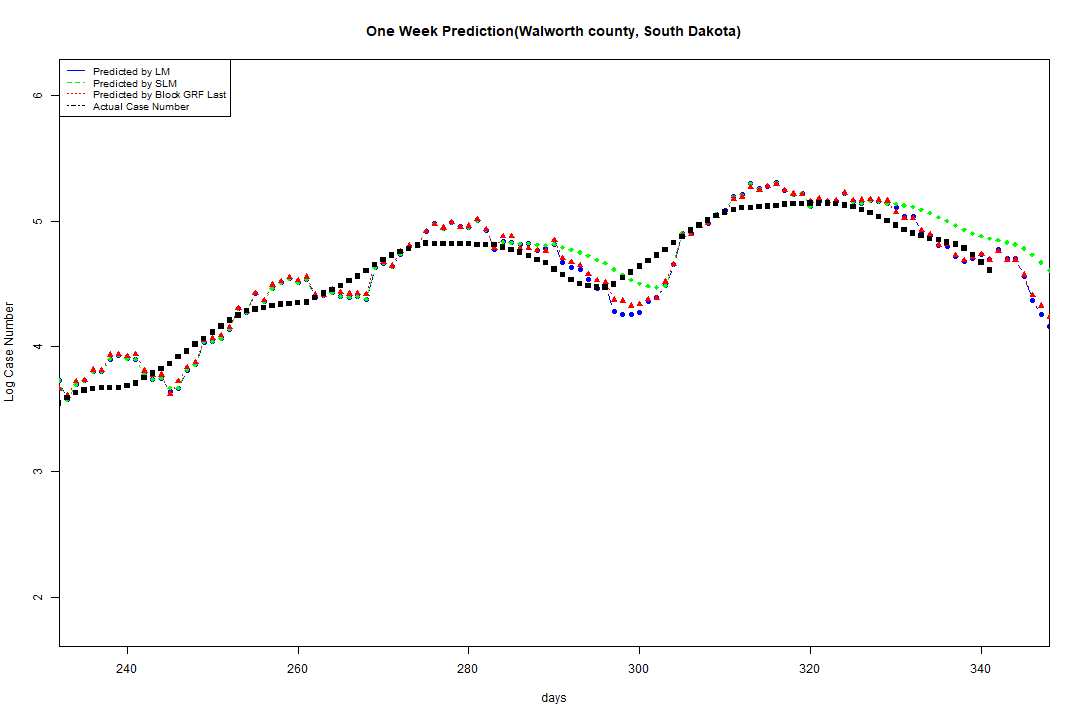 One Week Prediction(Walworth county, South Dakota)
Predicted by LM
Predicted by SLM
Predicted by Block GRF Last
Actual Case Number
6
5
4
3
2
Log Case Number
240 260 280 300 320 340
days